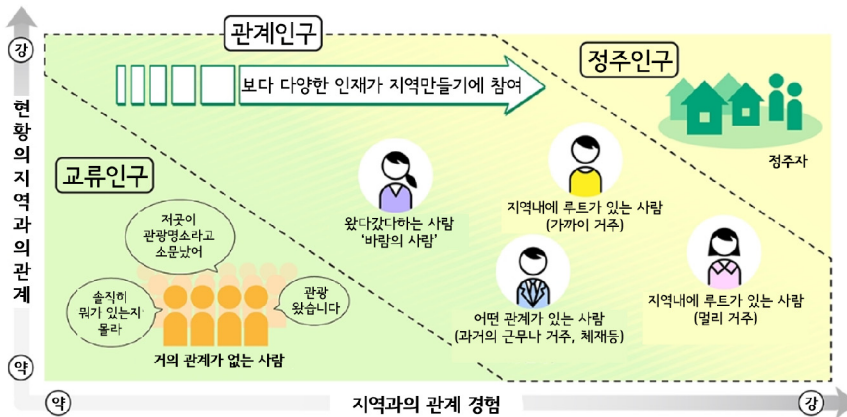 강
관계인구
정주인구
보다 다양한 인재가 지역만들기에 참여
정주자
현황의 지역과의 관계
교류인구
저곳이
관광명소라고
소문났어
솔직히
뭐가 있는지
몰라
관광
왔습니다
거의 관계가 없는 사람
왔다갔다하는 사람
‘바람의 사람’
지역내에 루트가 있는 사람
(가까이 거주)
어떤 관계가 있는 사람
(과거의 근무나 거주, 체재등)
지역내에 루트가 있는 사람
(멀리 거주)
약
약
지역과의 관계 경험
강